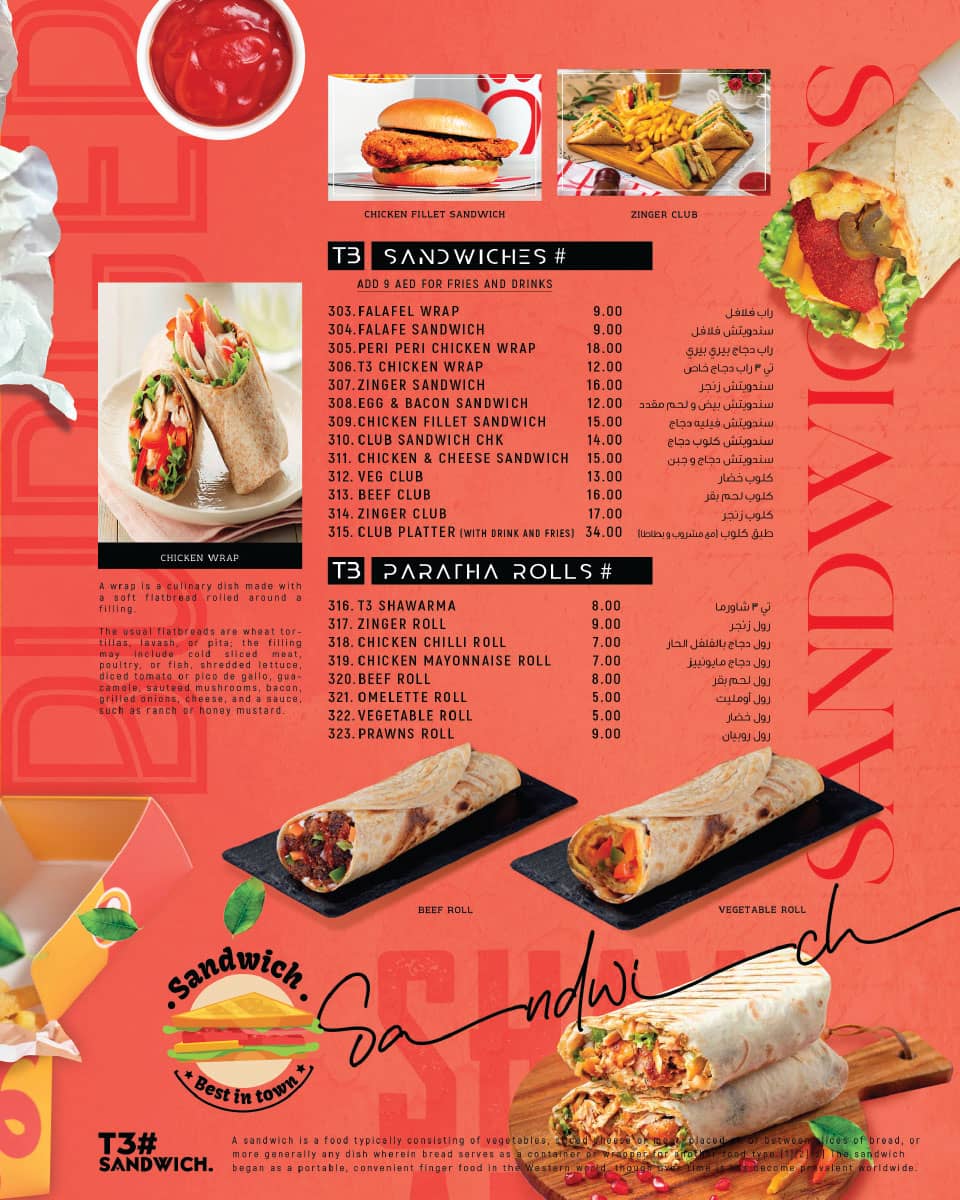 CHICKEN FILLET SANDWICH
ZINGER CLUB
SANDWICHES
T3 SANDWICHES #
ADD 9 AED FOR FRIES AND DRINKS
303. FALAFEL WRAP 9.00 راب فلافل
304. FALAFE SANDWICH 9.00 سندويتش فلافل
305. PERI PERI CHICKEN WRAP 18.00 راب دجاج بيري بيري
306. T3 CHICKEN WRAP 12.00 تي ٣ راب دجاج خاص
307. ZINGER SANDWICH 16.00 سندويتش زنجر
308. EGG & BACON SANDWICH 12.00 سندويتش بيض و لحم مقدد
309. CHICKEN FILLET SANDWICH 15.00 سندويتش فيليه دجاج
310. CLUB SANDWICH CHK 14.00 سندويتش كلوب دجاج
311. CHICKEN & CHEESE SANDWICH 15.00 سندويتش دجاج و جبن
312. VEG CLUB 13.00 كلوب خضار
313. BEEF CLUB 16.00 كلوب لحم بقر
314. ZINGER CLUB 17.00 كلوب زنجر
315. CLUB PLATTER (WITH DRINK AND FRIES) 34.00 طبق كلوب (مع مشروب و بطاطا)
CHICKEN WRAP
A wrap is a culinary dish made with
a soft flatbread rolled around a
filling.
The usual flatbreads are wheat tor-
tillas, lavash, or pita; the filling
may include cold sliced meat,
poultry, or fish, shredded lettuce,
diced tomato or pico de gallo, gua-
camole, sauteed mushrooms, bacon,
grilled onions, cheese, and a sauce,
such as ranch or honey mustard.
T3 PARATHA ROLLS #
316. T3 SHAWARMA 8.00 تي ٣ شاورما
317. ZINGER ROLL 9.00 رول زنجر
318. CHICKEN CHILLI ROLL 7.00 رول دجاج بالفلفل الحار
319. CHICKEN MAYONNAISE ROLL 7.00 رول دجاج مايونييز
320. BEEF ROLL 8.00 رول لحم بقر
321. OMELETTE ROLL 5.00 رول أومليت
322. VEGETABLE ROLL 5.00 رول خضار
323. PRAWNS ROLL 9.00 رول روبيان
BEEF ROLL
VEGETABLE ROLL
Sandwich
Sandwich
Best in town
T3#
SANDWICH.
A sandwich is a food typically consisting of vegetables, sliced cheese or meat, placed on or between slices of bread, or
more generally any dish wherein bread serves as a container or wrapper for another food type.[1][2][3] The sandwich
began as a portable, convenient finger food in the Western world, though over time it has become prevalent worldwide.